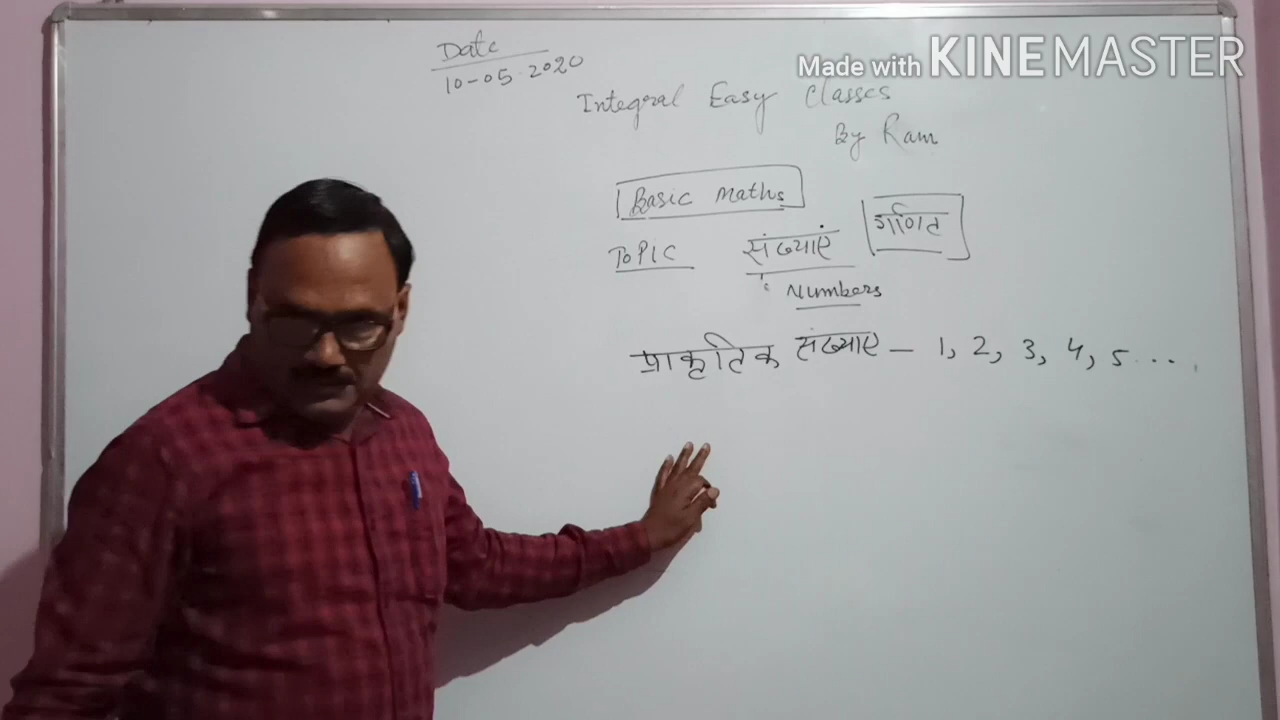 Made with KINEMASTER
Date
10-05-2020
Integral Easy Classes
By Ram
Basic Maths
गणित
TOPIC संख्याएं
Numbers
प्राकृतिक संख्याएं – 1, 2, 3, 4, 5 ...